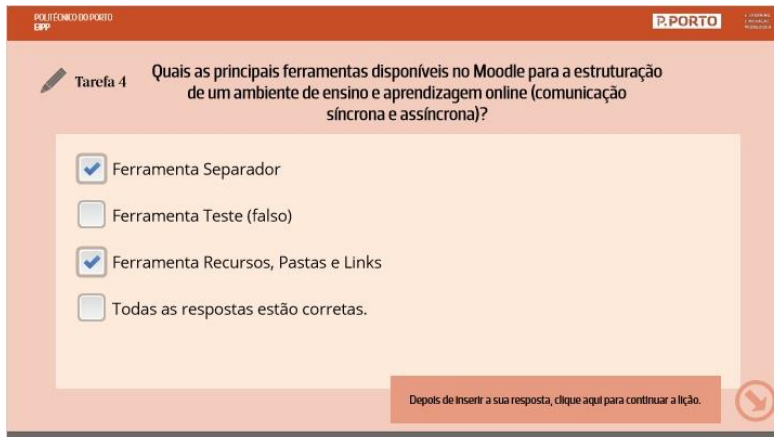 POLITÉCNICO DO PORTO
EIPP
P.PORTO
Tarefa 4
Quais as principais ferramentas disponíveis no Moodle para a estruturação
de um ambiente de ensino e aprendizagem online (comunicação
síncrona e assíncrona)?
Ferramenta Separador
Ferramenta Teste (falso)
Ferramenta Recursos, Pastas e Links
Todas as respostas estão corretas.
Depois de inserir a sua resposta, clique aqui para continuar a lição.